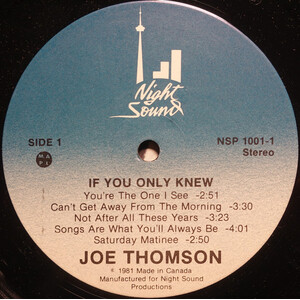 Night
Sound
SIDE 1
NSP 1001-1
Stereo
IF YOU ONLY KNEW
You're The One I See -2:51
Can't Get Away From The Morning -3:30
Not After All These Years -3:23
Songs Are What You'll Always Be -4:01
Saturday Matinee -2:50
JOE THOMSON
℗ 1981 Made in Canada
Manufactured for Night Sound
Productions